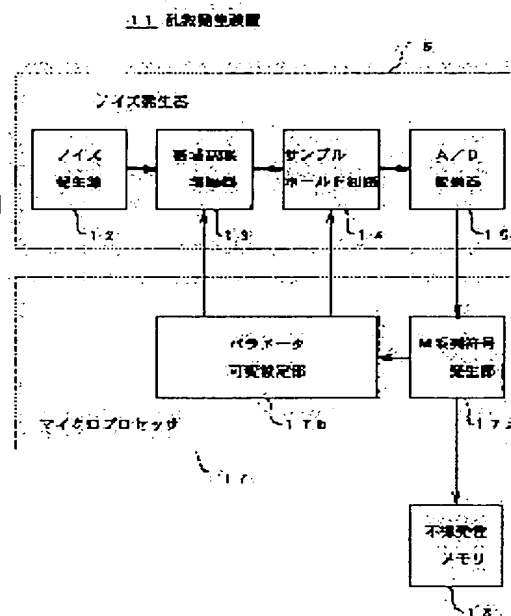 11 乱数発生装置
ノイズ発生器
ノイズ
発生源
12
増幅器
13
サンプル
ホールド回路
14
A/D
変換器
15
パラメータ
可変設定部
17b
M系列符号
発生部
17a
マイクロプロセッサ
17
不揮発性
メモリ
18